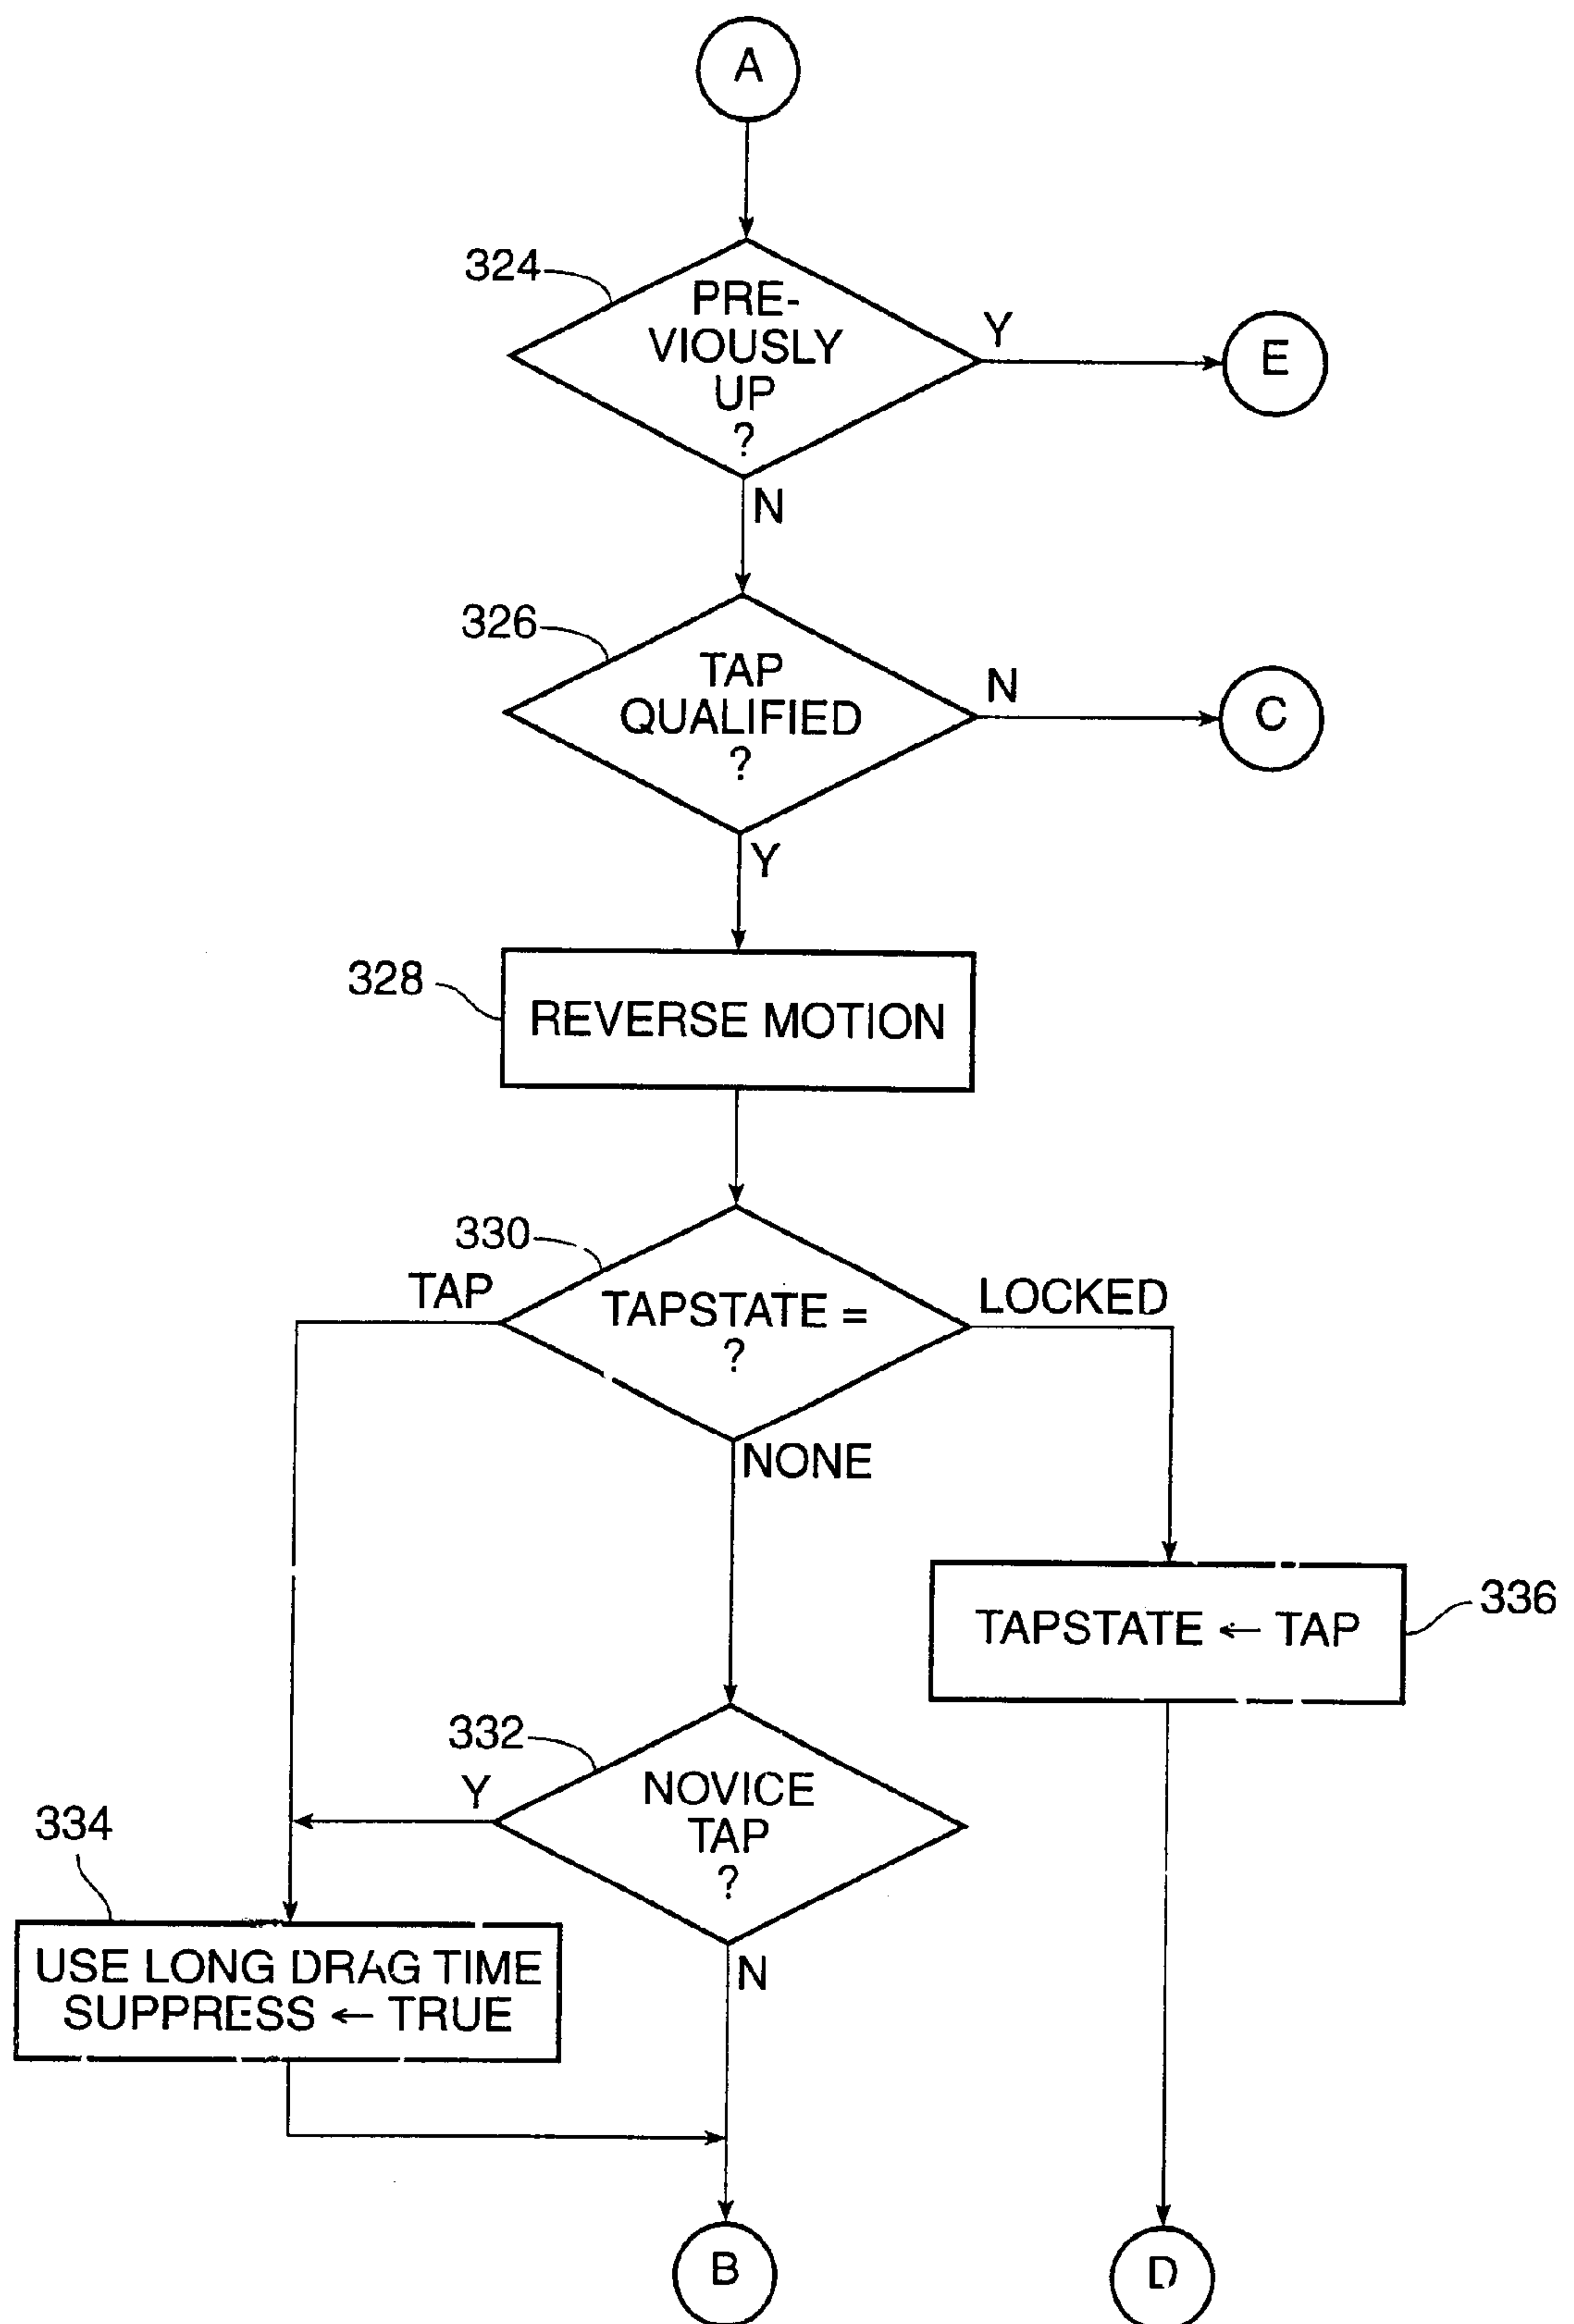 A
324
PRE-
VIOUSLY
UP
?
Y
E
N
326
TAP
QUALIFIED
?
N
C
Y
328
REVERSE MOTION
330
TAP
TAPSTATE =
?
LOCKED
NONE
TAPSTATE ← TAP
336
332
NOVICE
TAP
?
Y
334
N
USE LONG DRAG TIME
SUPPRESS ← TRUE
B
D